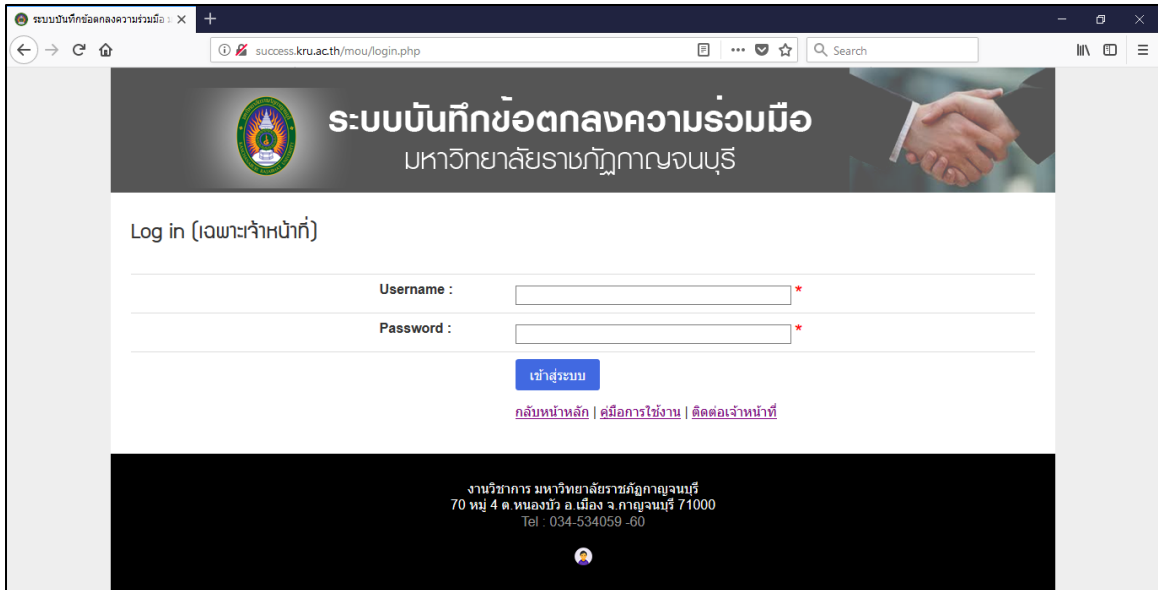 ระบบบันทึกข้อตกลงความร่วมมือ
success.kru.ac.th/mou/login.php
Search
ระบบบันทึกข้อตกลงความร่วมมือ
มหาวิทยาลัยราชภัฏกาญจนบุรี
Log in (เฉพาะเจ้าหน้าที่)
Username :
*
Password :
*
เข้าสู่ระบบ
กลับหน้าหลัก | คู่มือการใช้งาน | ติดต่อเจ้าหน้าที่
งานวิชาการ มหาวิทยาลัยราชภัฏกาญจนบุรี
70 หมู่ 4 ต.หนองบัว อ.เมือง จ.กาญจนบุรี 71000
Tel : 034-534059 -60